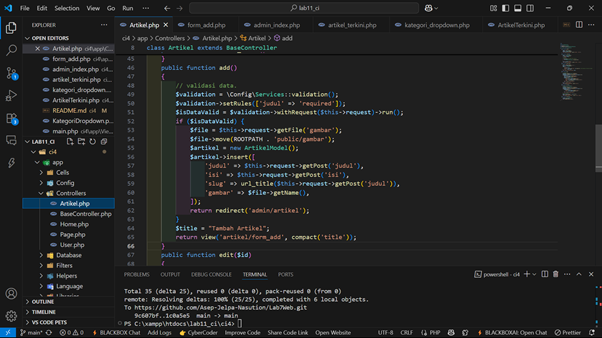 File Edit Selection View Go Run ...
lab11_ci
EXPLORER
OPEN EDITORS
Artikel.php ci4\app\C...
form_add.php ci4\a...
admin_index.php ci4...
artikel_terkini.php ci...
kategori_dropdown....
ArtikelTerkini.php ci...
README.md ci4 M
kategori_dropdown.p...
main.php ci4\app\Vie...
LAB11_CI
ci4
app
Cells
Config
Controllers
Artikel.php
BaseController.php
Home.php
Page.php
User.php
Database
Filters
Helpers
Language
Libraries
OUTLINE
TIMELINE
VS CODE PETS
Artikel.php form_add.php admin_index.php artikel_terkini.php kategori_dropdown.php ArtikelTerkini.php
ci4 > app > Controllers > Artikel.php > Artikel > add
8 class Artikel extends BaseController
45 }
46 public function add()
47 {
48 // validasi data.
49 $validation = \Config\Services::validation();
50 $validation->setRules(['judul' => 'required']);
51 $isDataValid = $validation->withRequest($this->request)->run();
52 if ($isDataValid) {
53 $file = $this->request->getFile('gambar');
54 $file->move(ROOTPATH . 'public/gambar');
55 $artikel = new ArtikelModel();
56 $artikel->insert([
57 'judul' => $this->request->getPost('judul'),
58 'isi' => $this->request->getPost('isi'),
59 'slug' => url_title($this->request->getPost('judul')),
60 'gambar' => $file->getName(),
61 ]);
62 return redirect('admin/artikel');
63 }
64 $title = "Tambah Artikel";
65 return view('artikel/form_add', compact('title'));
66 }
67 public function edit($id)
68 {
PROBLEMS OUTPUT DEBUG CONSOLE TERMINAL PORTS
powershell - ci4
Total 35 (delta 25), reused 0 (delta 0), pack-reused 0 (from 0)
remote: Resolving deltas: 100% (25/25), completed with 6 local objects.
To https://github.com/Asep-Jelpa-Nasution/Lab7Web.git
9c607bf..1c0a5e5 main -> main
PS C:\xampp\htdocs\lab11_ci\ci4>
main* 0 0 BLACKBOX Chat Add Logs CyberCoder Improve Code Share Code Link Open Website UTF-8 CRLF PHP BLACKBOXAI: Open Chat Prettier